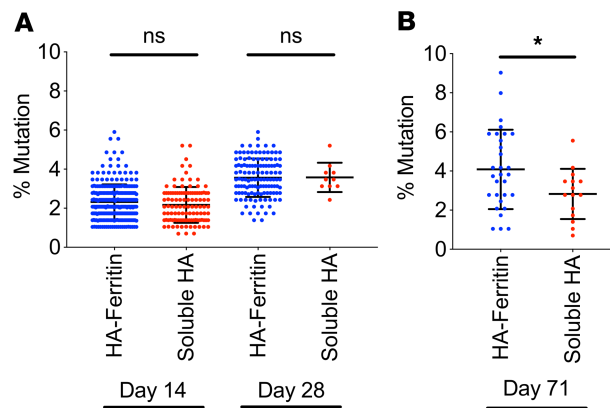 A
ns
ns
% Mutation
10
8
6
4
2
0
HA-Ferritin
Soluble HA
HA-Ferritin
Soluble HA
Day 14
Day 28
B
*
% Mutation
10
8
6
4
2
0
HA-Ferritin
Soluble HA
Day 71